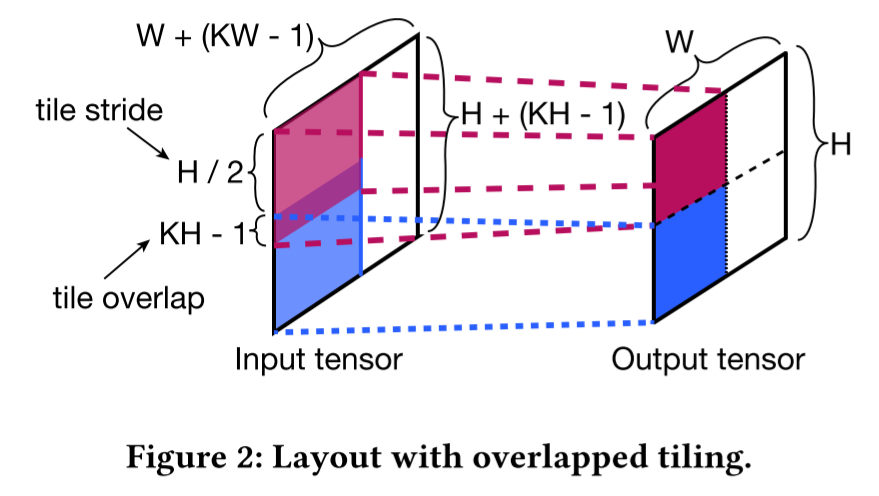 W + (KW - 1)
W
tile stride
H + (KH - 1)
H
H / 2
KH - 1
tile overlap
Input tensor
Output tensor
Figure 2: Layout with overlapped tiling.